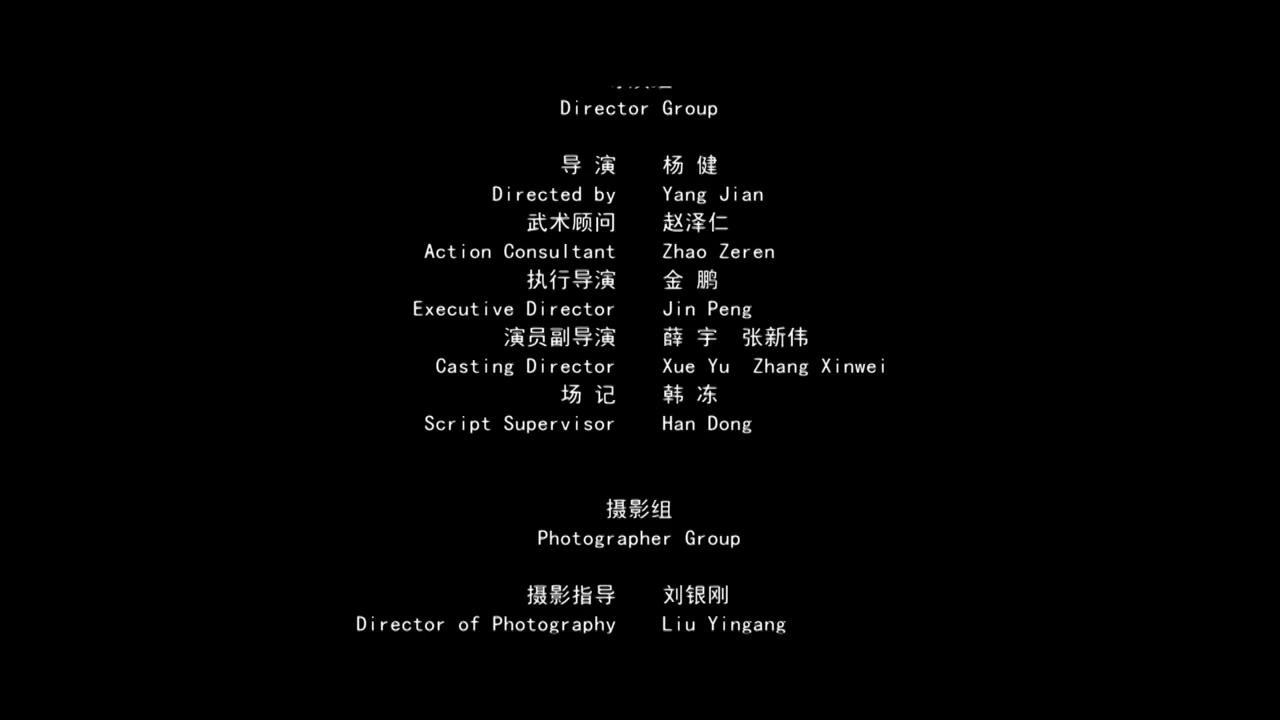 Director Group
导 演 杨 健
Directed by Yang Jian
武术顾问 赵泽仁
Action Consultant Zhao Zeren
执行导演 金 鹏
Executive Director Jin Peng
演员副导演 薛 宇 张新伟
Casting Director Xue Yu Zhang Xinwei
场 记 韩 冻
Script Supervisor Han Dong
摄影组
Photographer Group
摄影指导 刘银刚
Director of Photography Liu Yingang